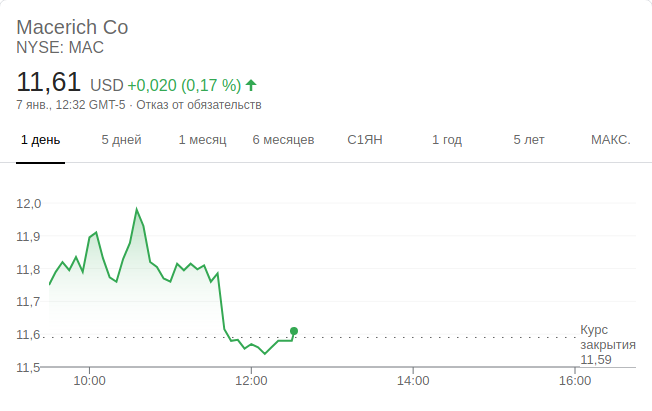 Macerich Co
NYSE: MAC
11,61 USD +0,020 (0,17 %)
7 янв., 12:32 GMT-5 · Отказ от обязательств
1 день 5 дней 1 месяц 6 месяцев С1ЯН 1 год 5 лет МАКС.
12,0
11,9
11,8
11,7
11,6
11,5
Курс
закрытия
11,59
10:00 12:00 14:00 16:00